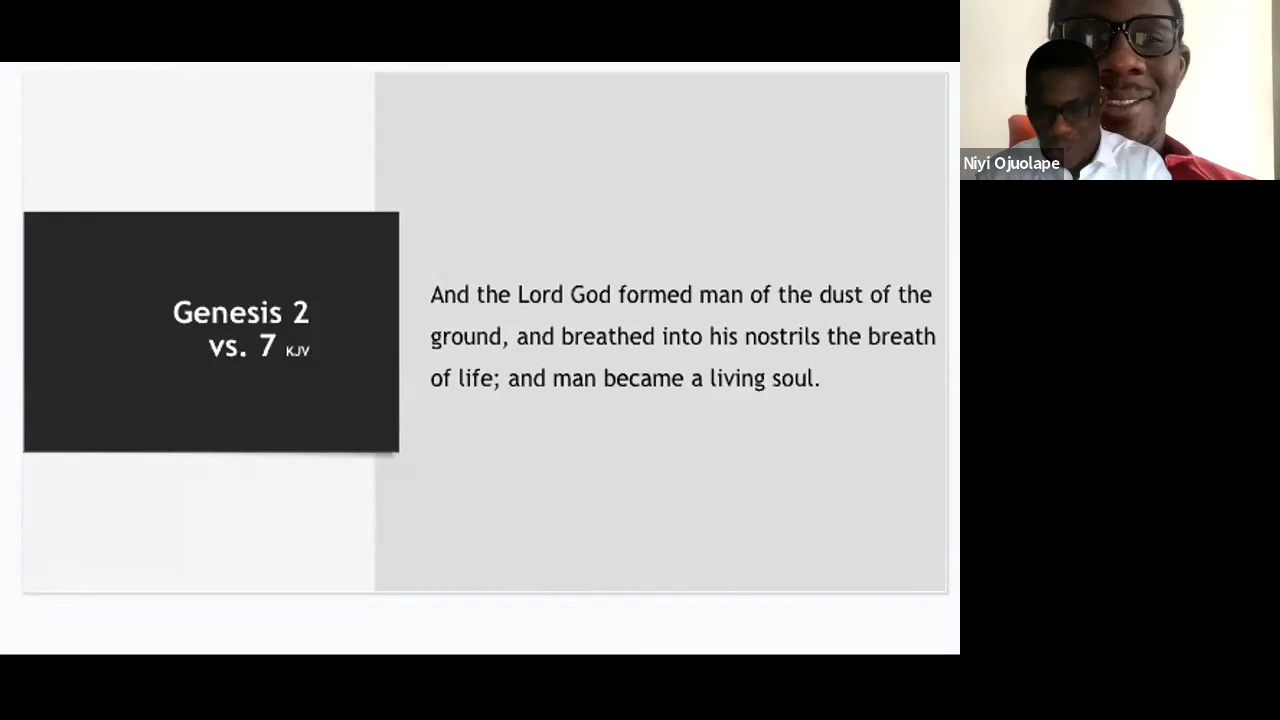 Genesis 2
vs. 7 KJV
And the Lord God formed man of the dust of the
ground, and breathed into his nostrils the breath
of life; and man became a living soul.
Niyi Ojuolape